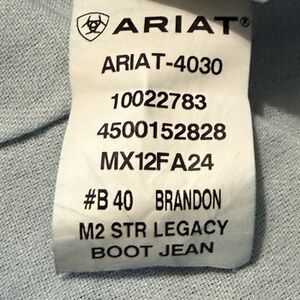 ARIAT®
ARIAT-4030
10022783
4500152828
MX12FA24
#B 40 BRANDON
M2 STR LEGACY
BOOT JEAN